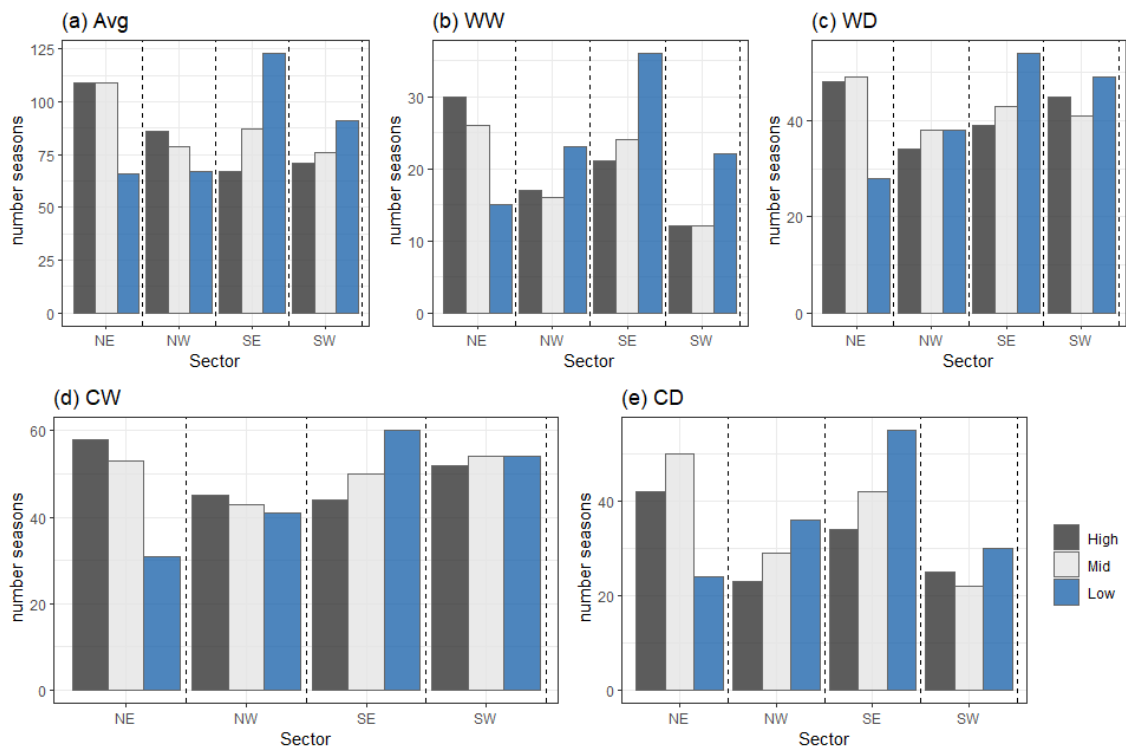 (a) Avg
number seasons
125
100
75
50
25
0
NE NW SE SW
Sector
(b) WW
number seasons
30
20
10
0
NE NW SE SW
Sector
(c) WD
number seasons
40
20
0
NE NW SE SW
Sector
(d) CW
number seasons
60
40
20
0
NE NW SE SW
Sector
(e) CD
number seasons
40
20
0
NE NW SE SW
Sector
High
Mid
Low